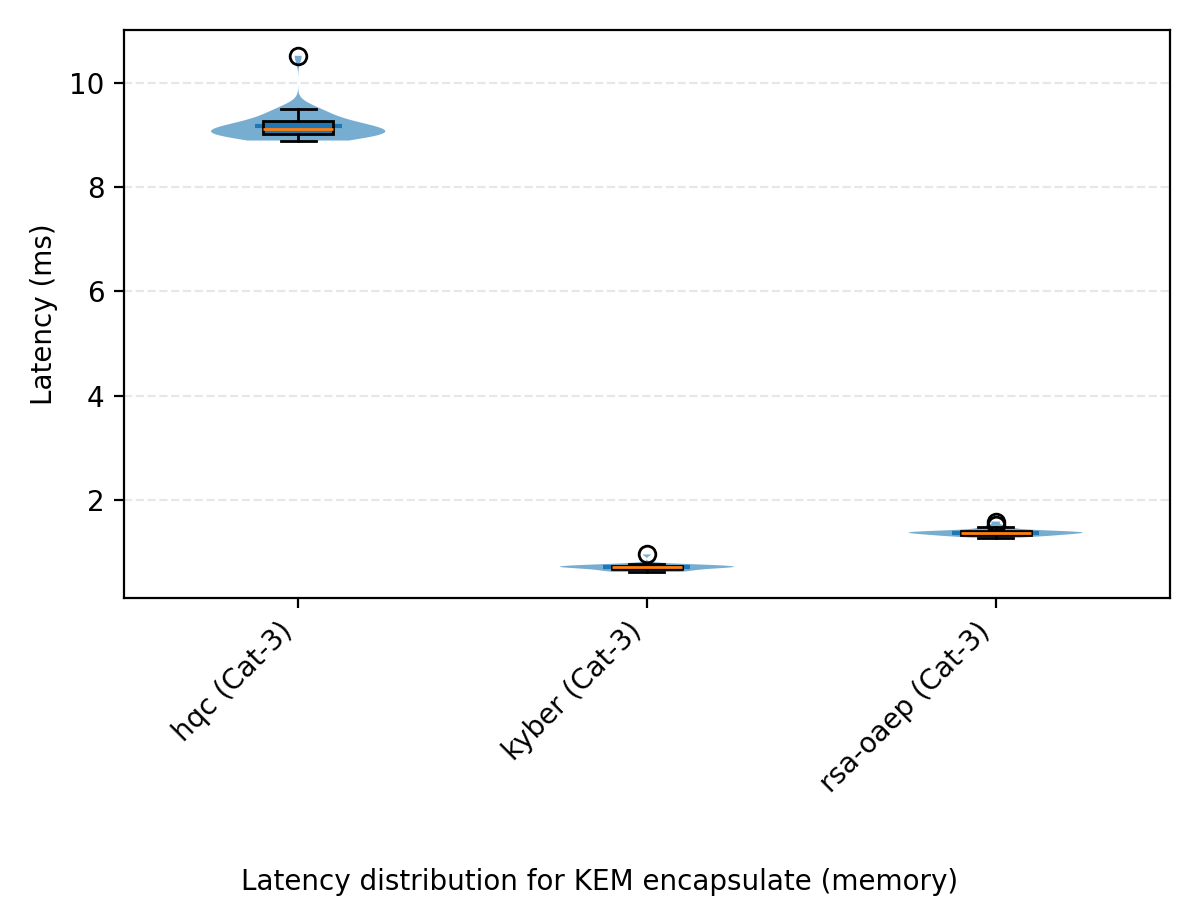 10
8
6
4
2
Latency (ms)
hqc (Cat-3)
kyber (Cat-3)
rsa-oaep (Cat-3)
Latency distribution for KEM encapsulate (memory)